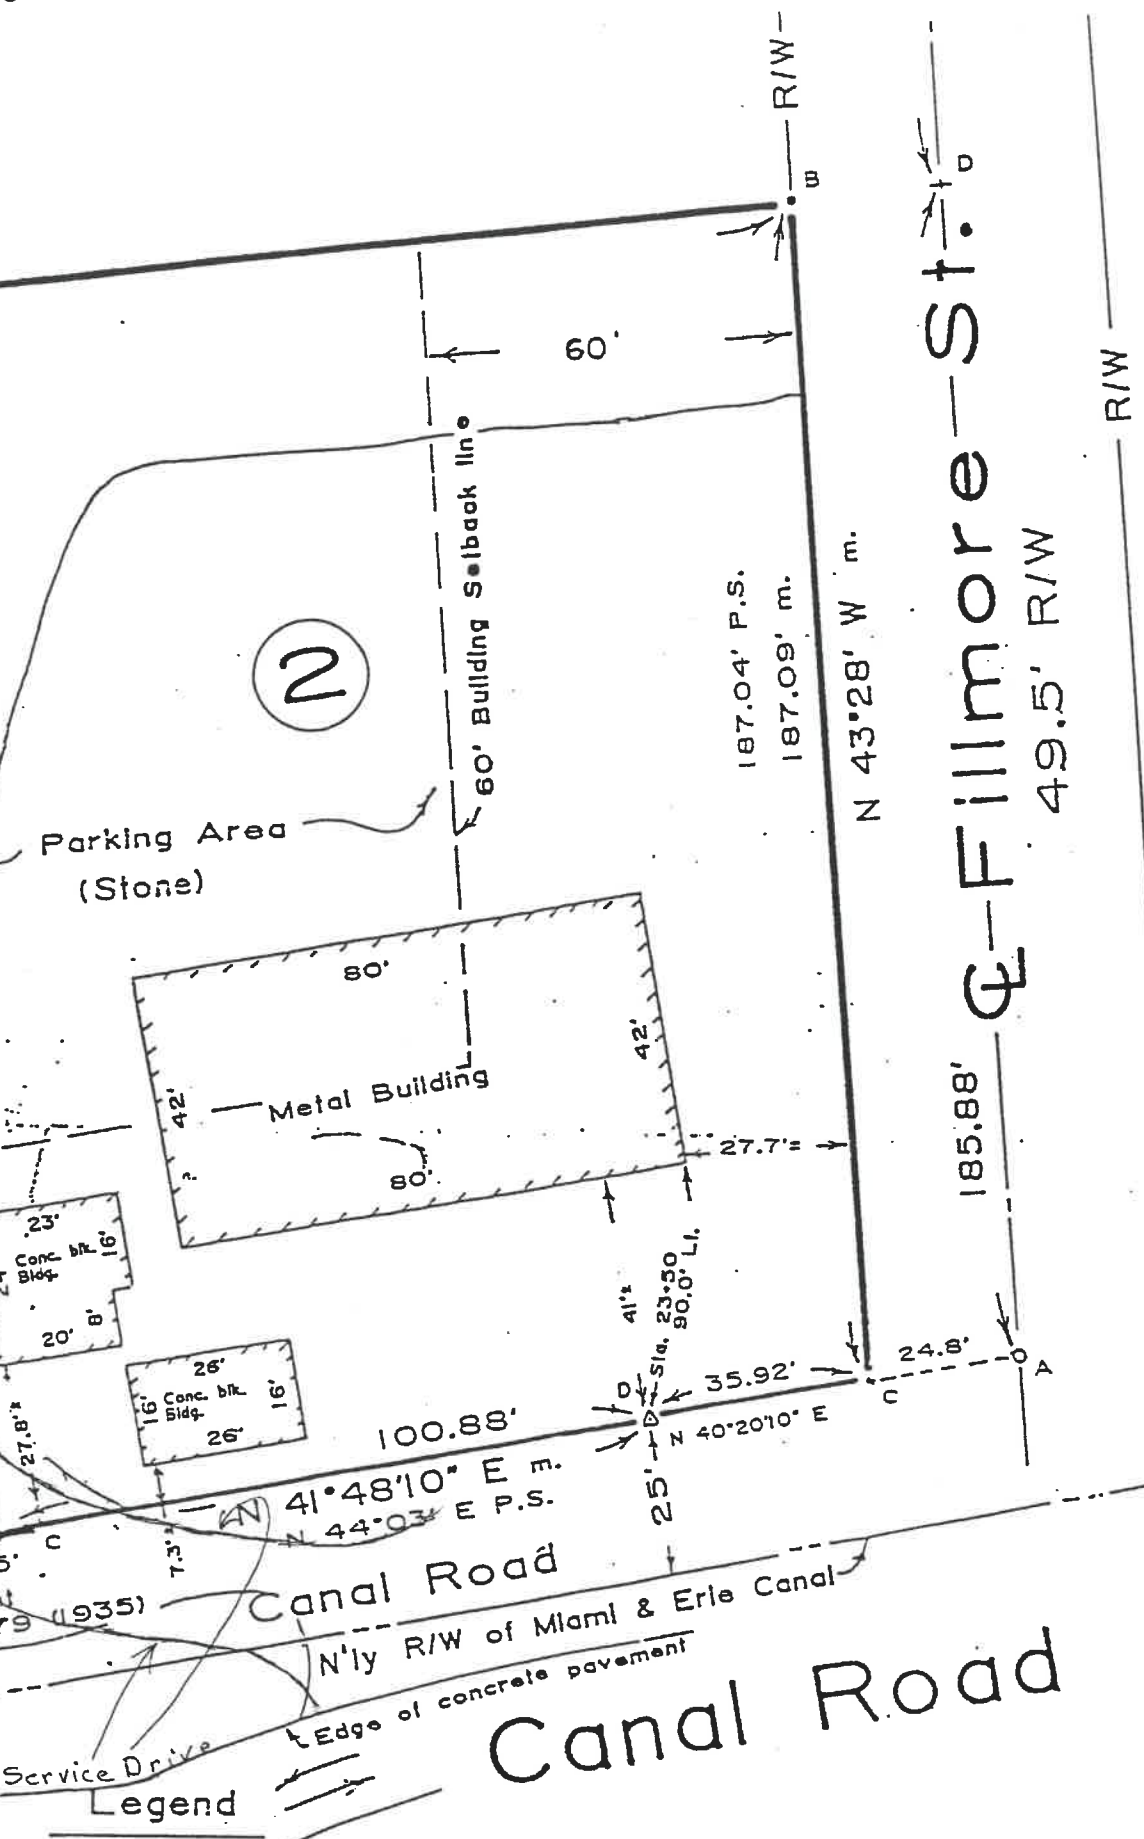 R/W
B
D
60'
R/W
60' Building Setback line
2
187.04' P.S.
187.09' m.
N 43°28' W m.
℄ Fillmore St.
49.5' R/W
Parking Area
(Stone)
80'
42'
42'
Metal Building
80'
27.7'±
185.88'
23'
16'
Conc. blk.
Bldg.
8'
20'
26'
16'
Conc. blk.
Bldg.
16'
26'
41'±
Sta. 23+50
90.0' Lt.
24.8'
A
35.92'
C
D
N 40°20'10" E
100.88'
N 41°48'10" E m.
N 44°03' E P.S.
25'
27.8'±
7.3'±
C
5'
79 (1935)
Canal Road
N'ly R/W of Miami & Erie Canal
Edge of concrete pavement
Canal Road
Service Drive
Legend